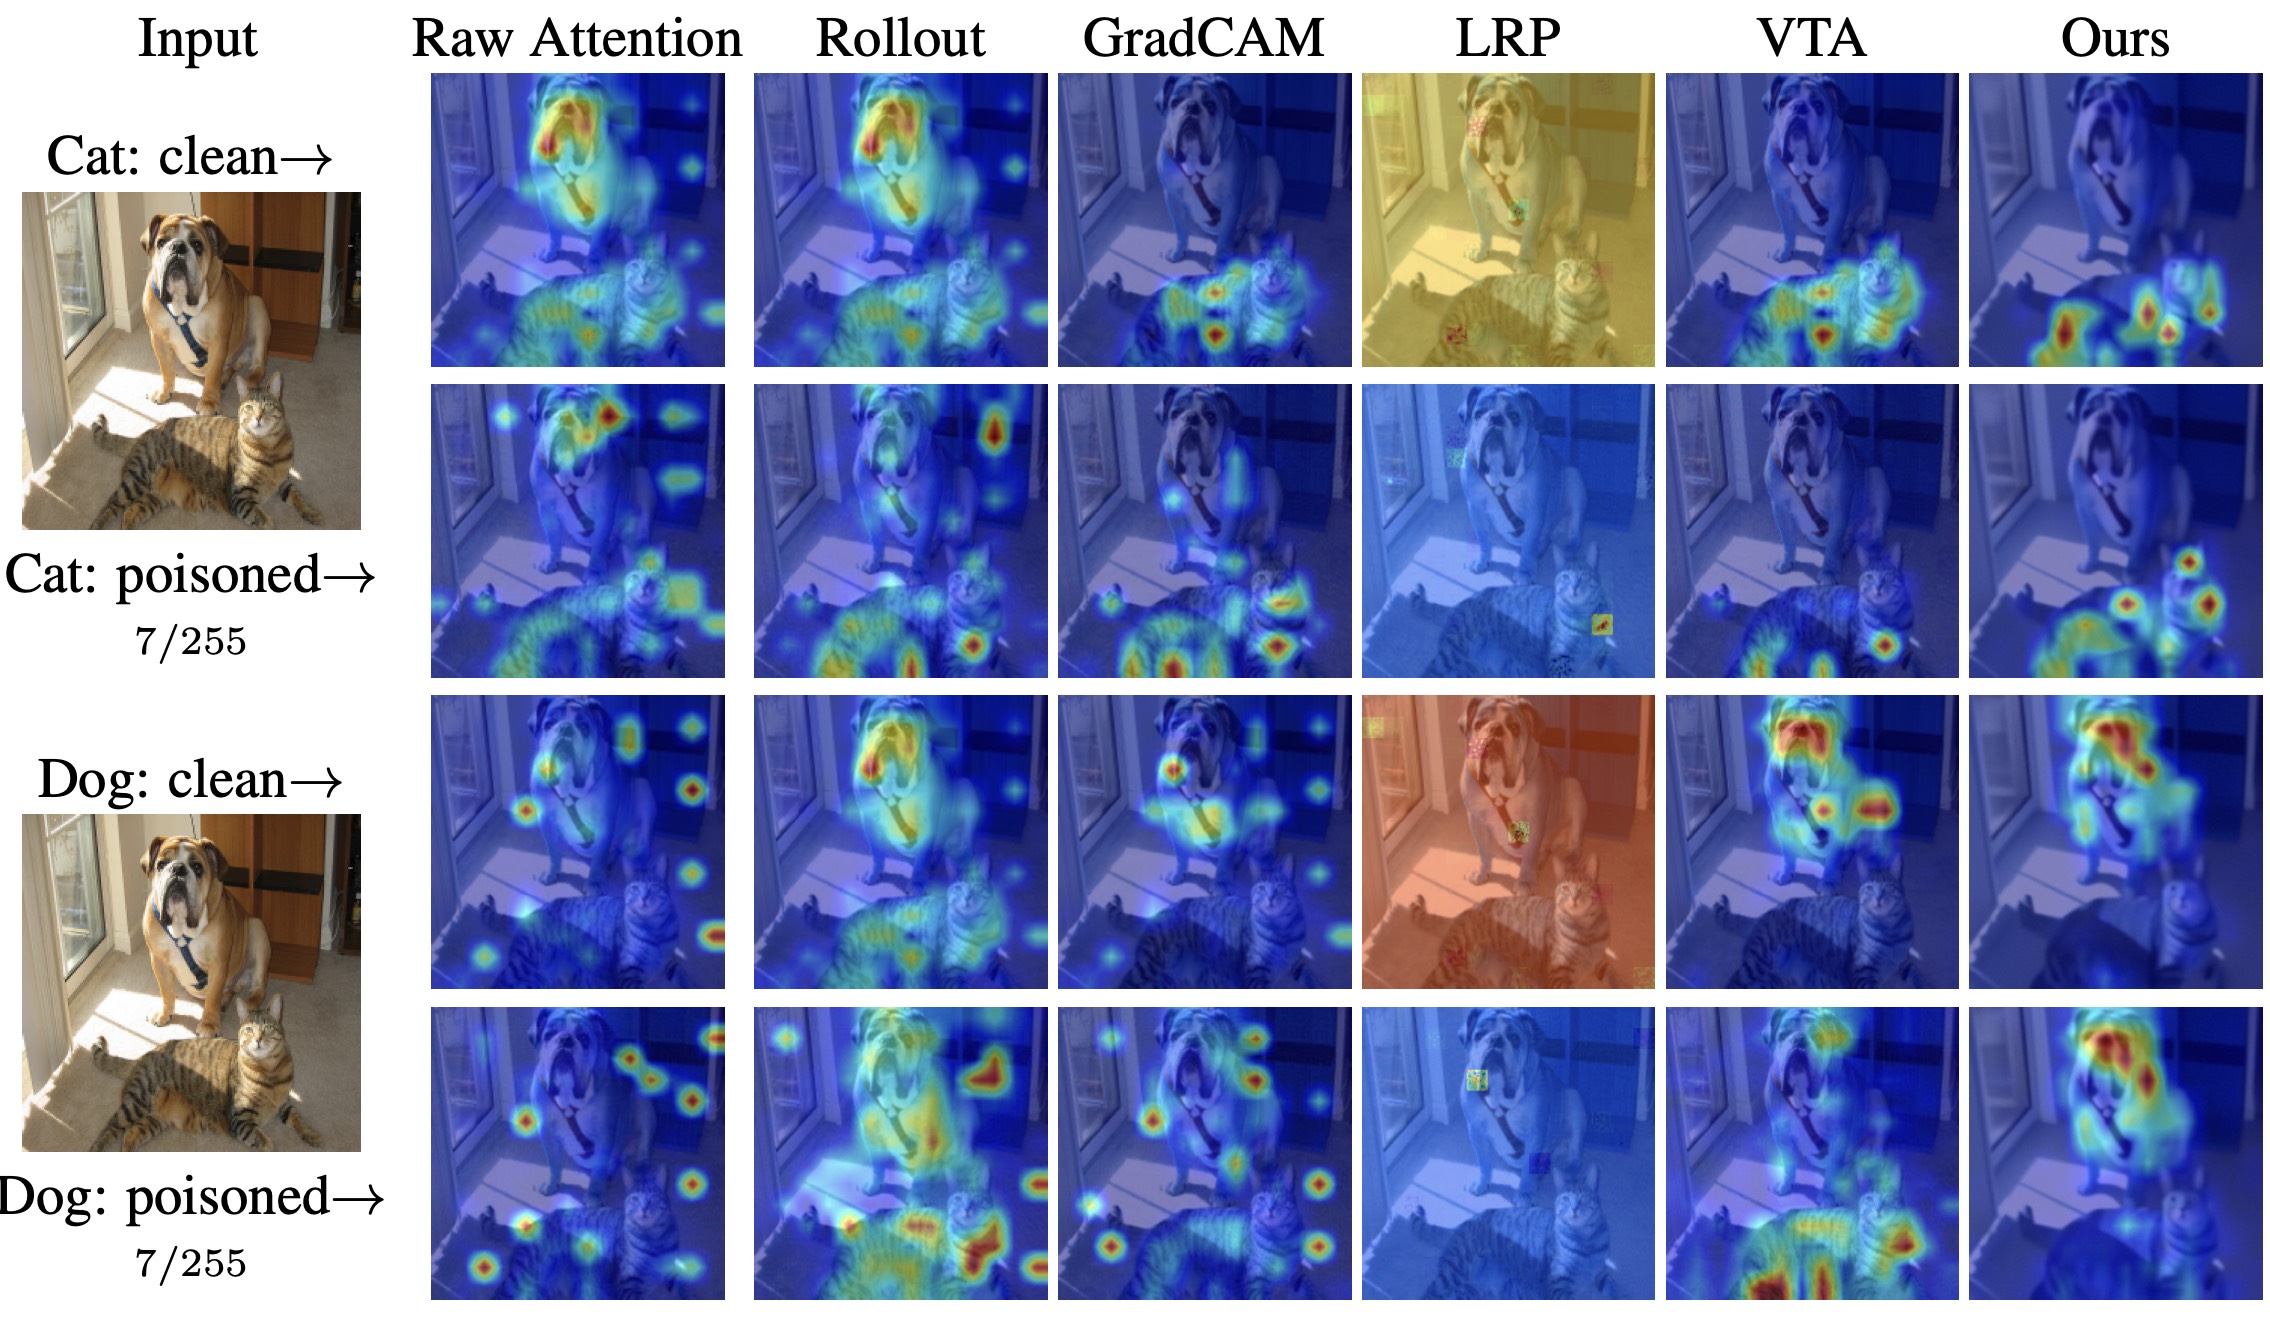 Input Raw Attention Rollout GradCAM LRP VTA Ours
Cat: clean→
Cat: poisoned→
7/255
Dog: clean→
Dog: poisoned→
7/255